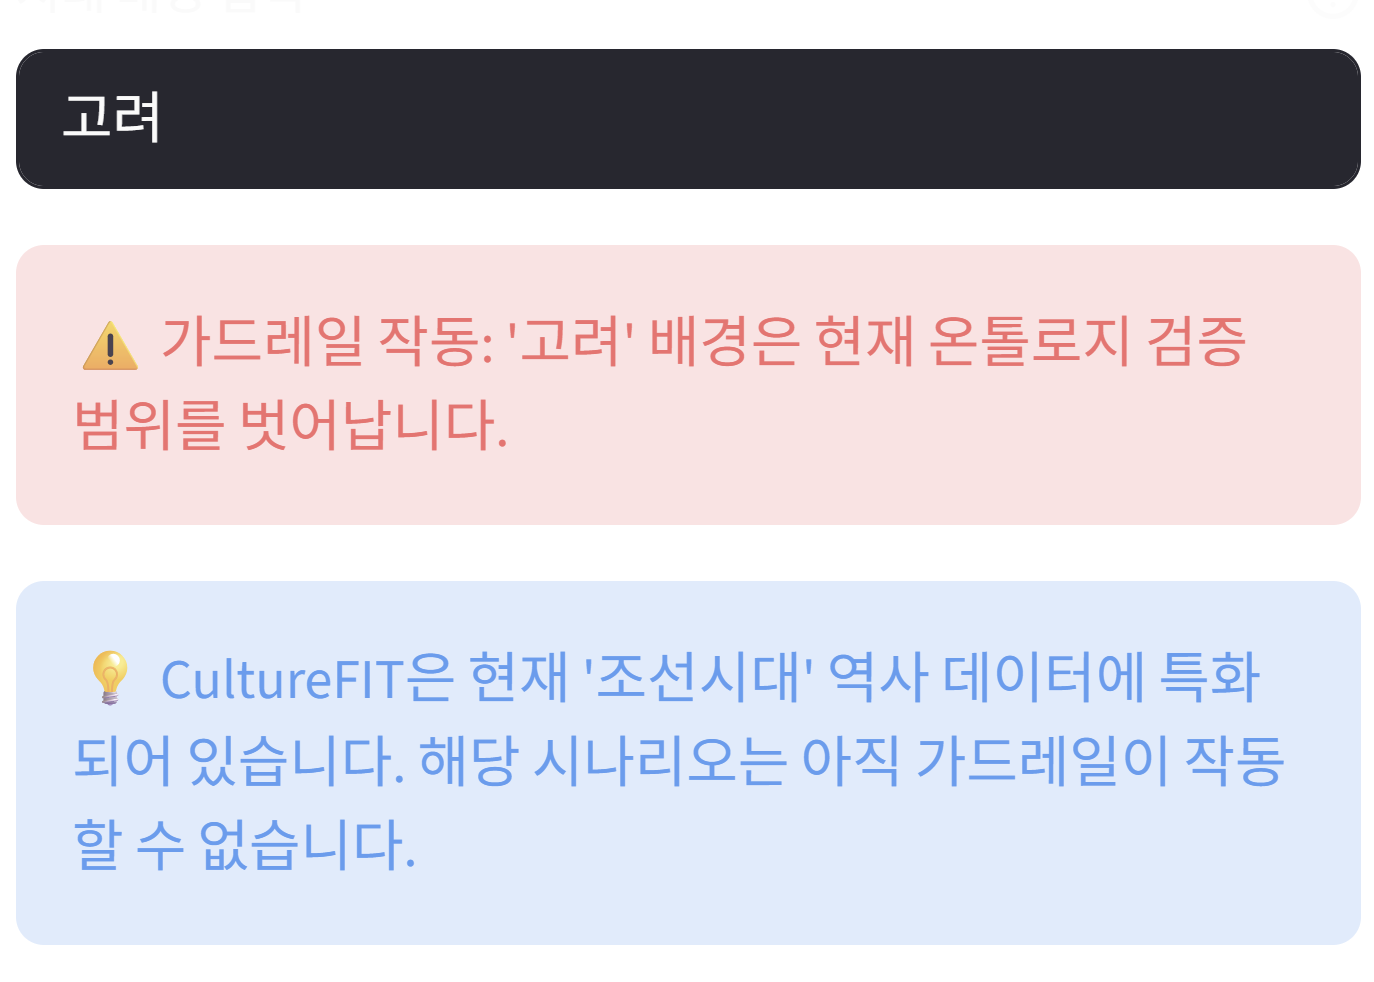 고려
⚠️ 가드레일 작동: '고려' 배경은 현재 온톨로지 검증
범위를 벗어납니다.
💡 CultureFIT은 현재 '조선시대' 역사 데이터에 특화
되어 있습니다. 해당 시나리오는 아직 가드레일이 작동
할 수 없습니다.